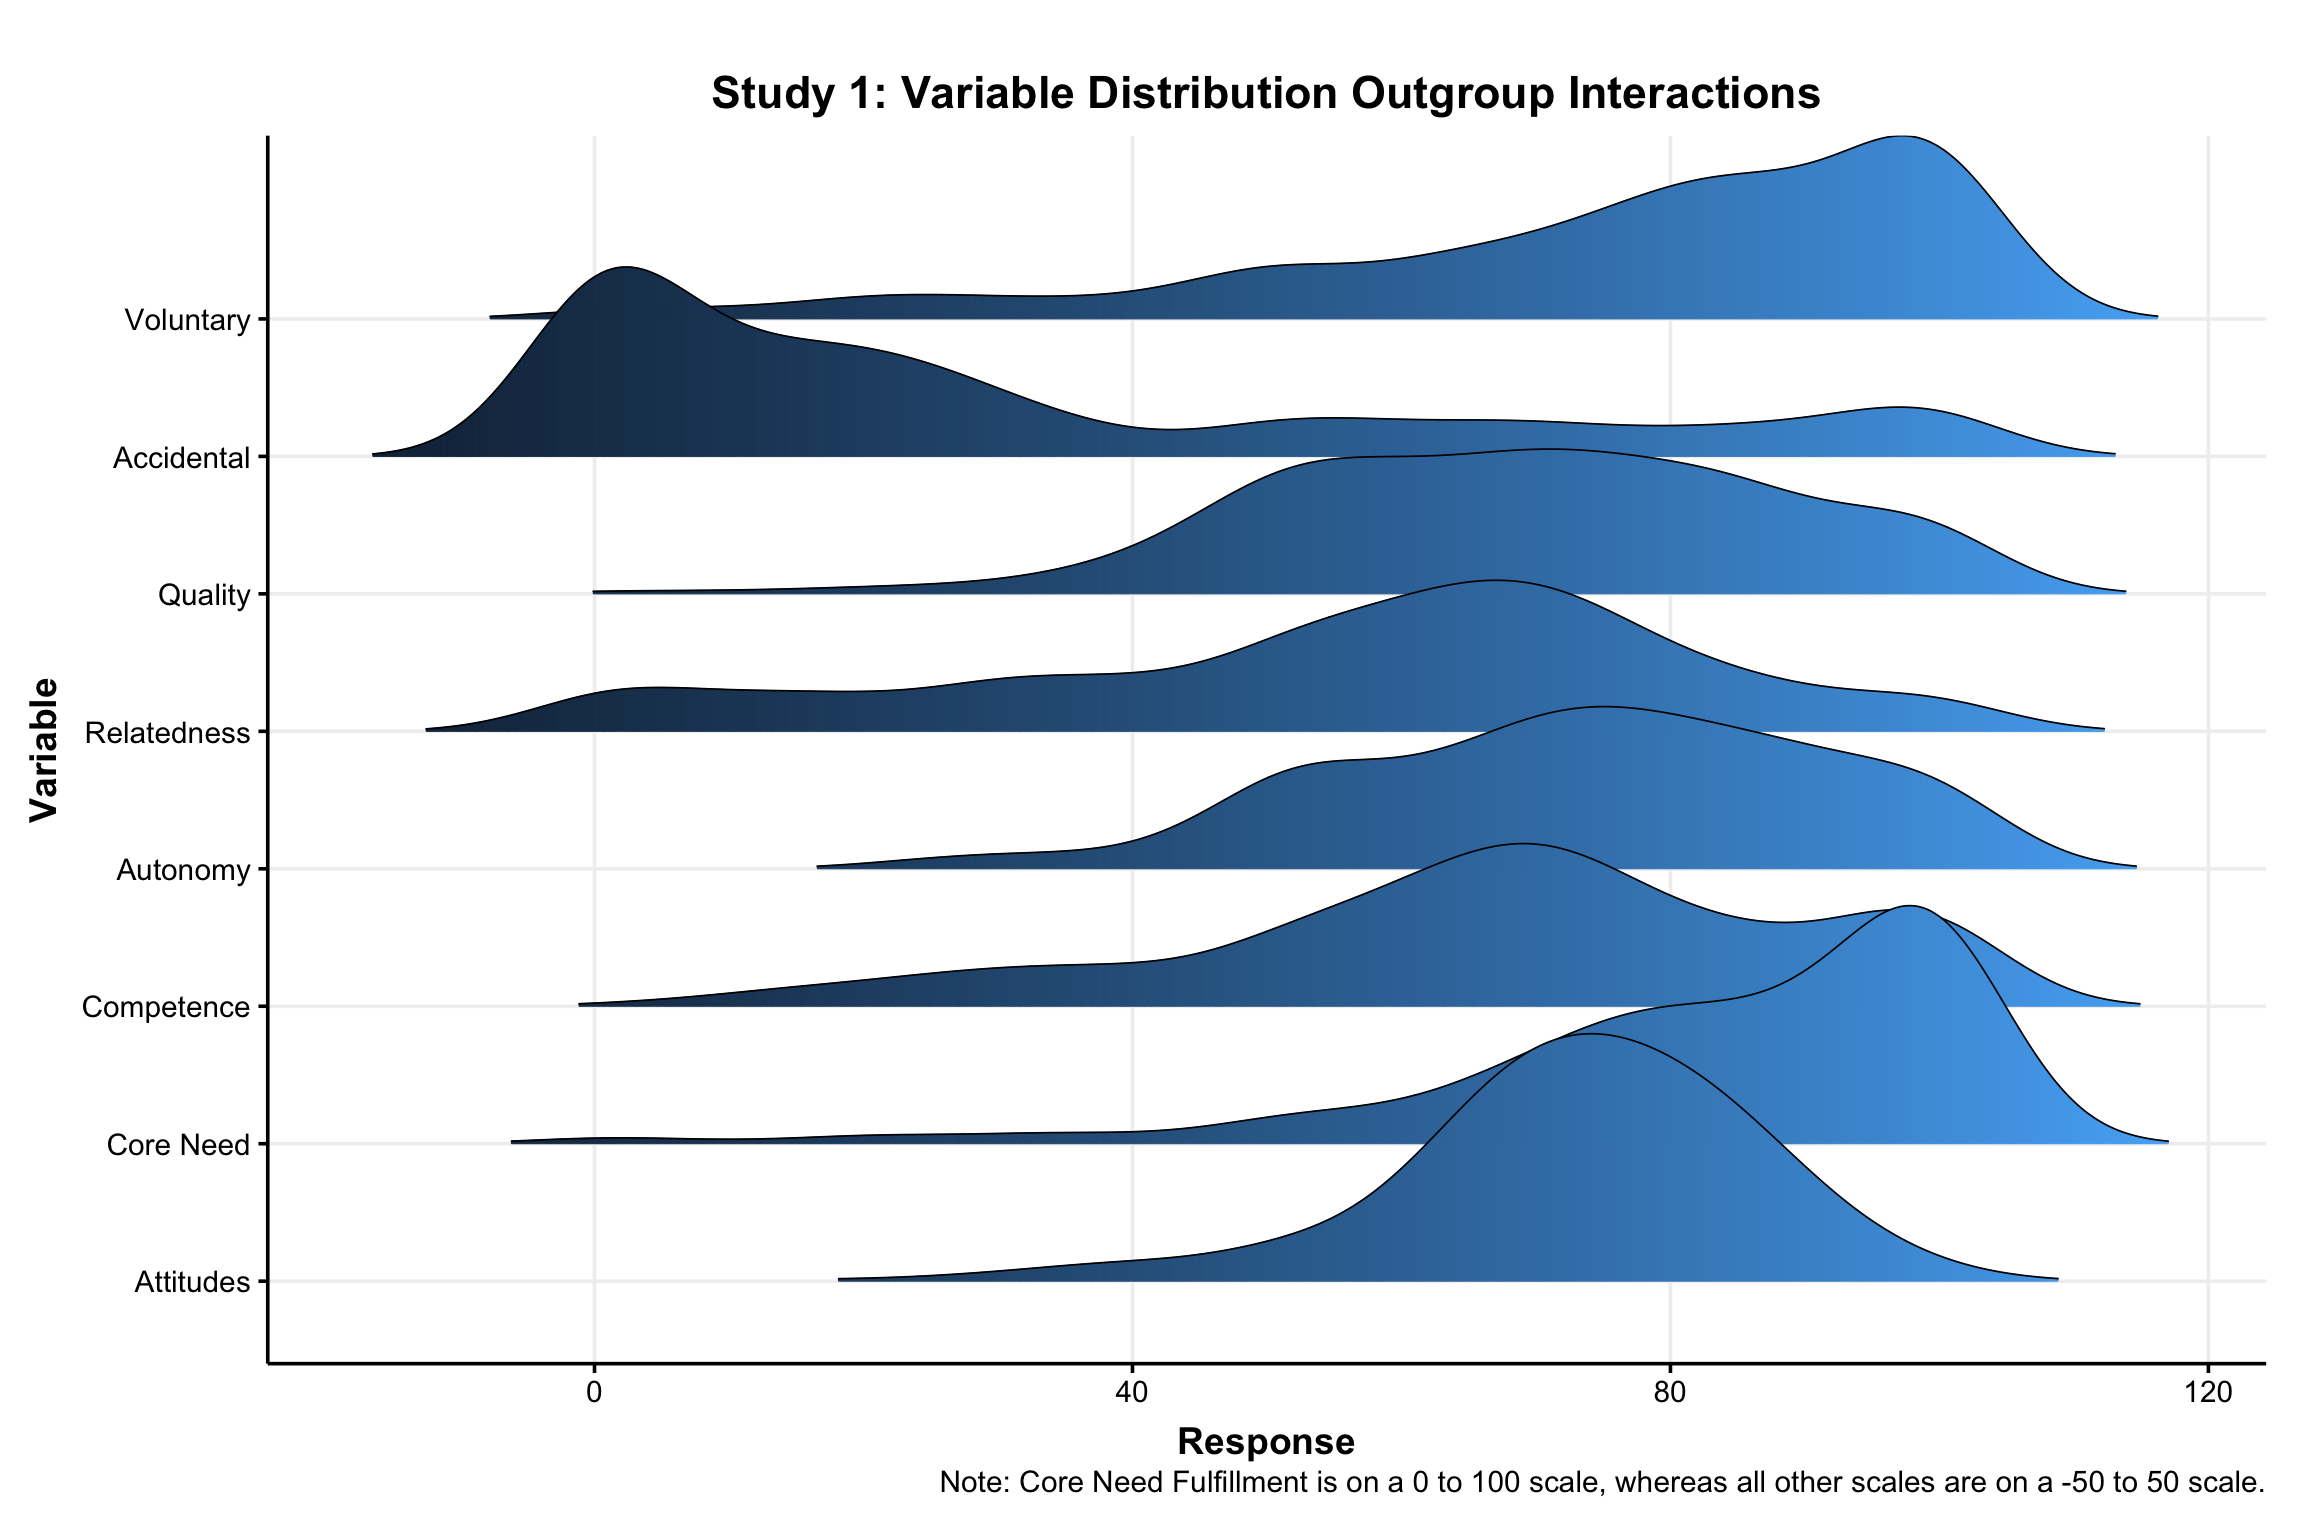 Study 1: Variable Distribution Outgroup Interactions
Variable
Voluntary
Accidental
Quality
Relatedness
Autonomy
Competence
Core Need
Attitudes
0 40 80 120
Response
Note: Core Need Fulfillment is on a 0 to 100 scale, whereas all other scales are on a -50 to 50 scale.